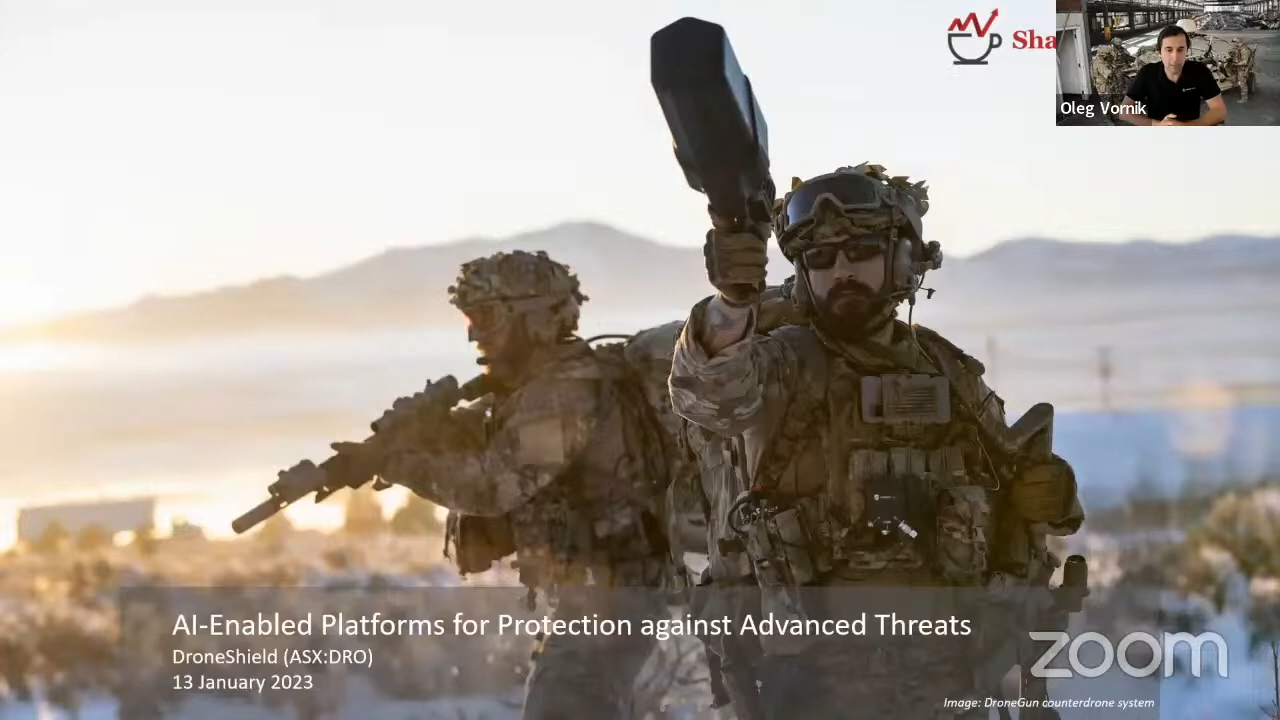 Sha
Oleg Vornik
AI-Enabled Platforms for Protection against Advanced Threats
DroneShield (ASX:DRO)
13 January 2023
zoom
Image: DroneGun counterdrone system